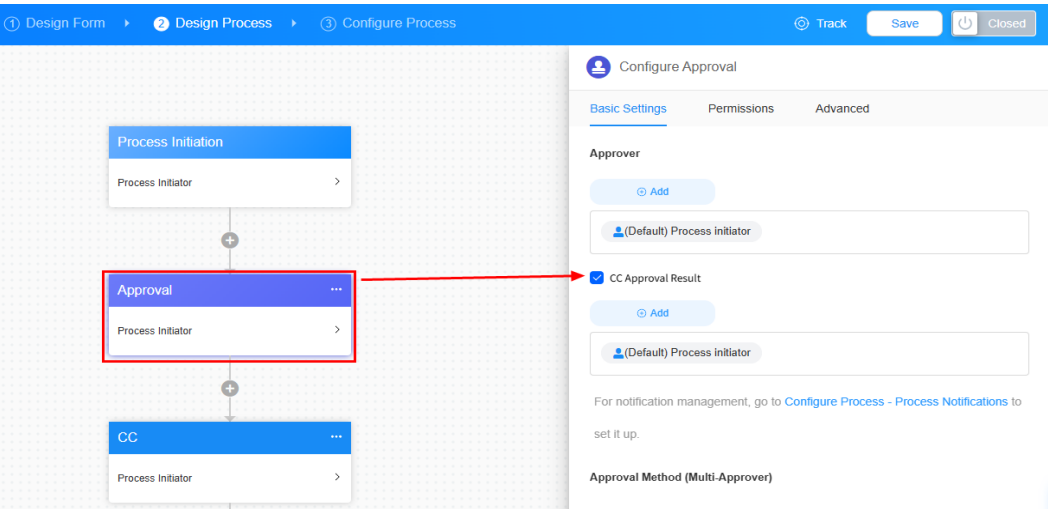 1 Design Form 2 Design Process 3 Configure Process Track Save Closed
Configure Approval
Basic Settings Permissions Advanced
Process Initiation
Process Initiator
Approver
Add
(Default) Process initiator
Approval
Process Initiator
CC Approval Result
Add
(Default) Process initiator
For notification management, go to Configure Process - Process Notifications to
set it up.
CC
Process Initiator
Approval Method (Multi-Approver)